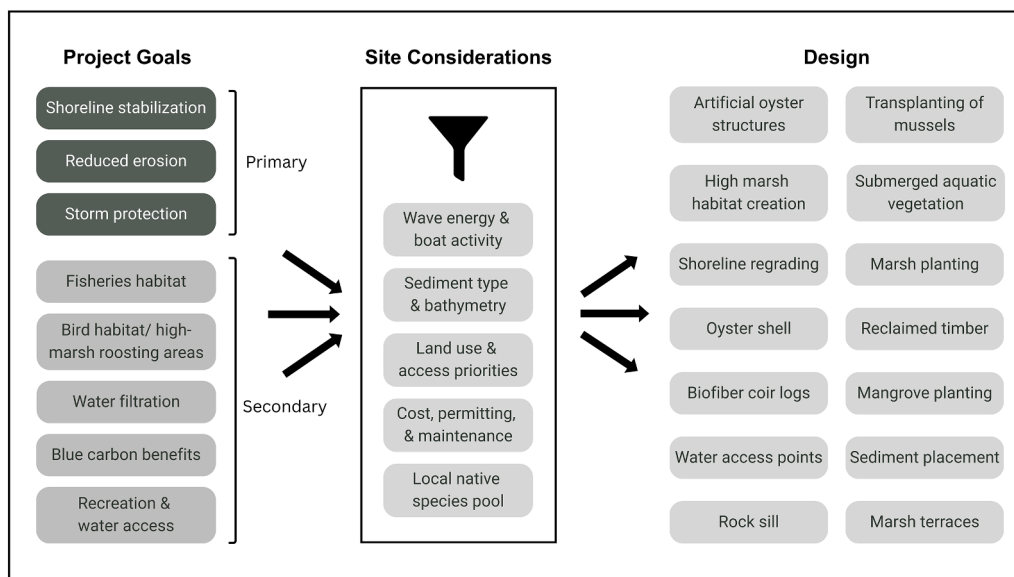 Project Goals
Shoreline stabilization
Reduced erosion
Storm protection
Primary
Fisheries habitat
Bird habitat/ high-
marsh roosting areas
Water filtration
Blue carbon benefits
Recreation &
water access
Secondary
Site Considerations
Wave energy &
boat activity
Sediment type
& bathymetry
Land use &
access priorities
Cost, permitting,
& maintenance
Local native
species pool
Design
Artificial oyster
structures
Transplanting of
mussels
High marsh
habitat creation
Submerged aquatic
vegetation
Shoreline regrading
Marsh planting
Oyster shell
Reclaimed timber
Biofiber coir logs
Mangrove planting
Water access points
Sediment placement
Rock sill
Marsh terraces